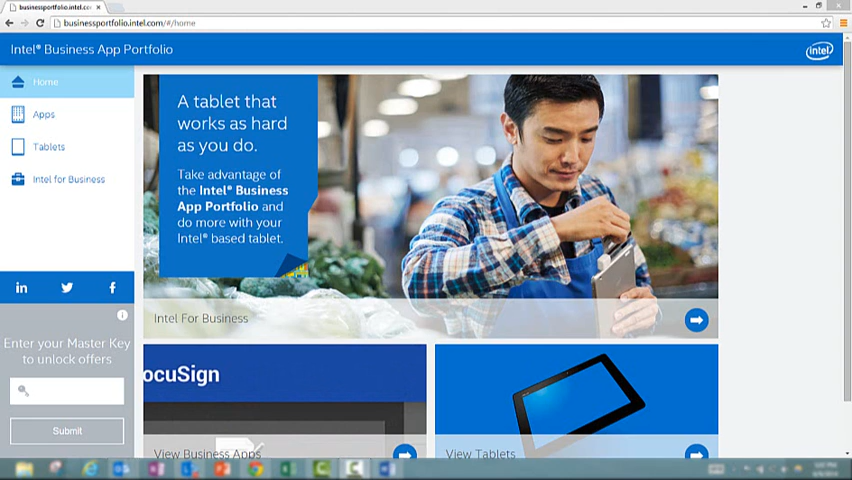 businessportfolio.intel.co
businessportfolio.intel.com/#/home
Intel® Business App Portfolio
intel
Home
Apps
Tablets
Intel for Business
in
f
i
Enter your Master Key
to unlock offers
Submit
A tablet that
works as hard
as you do.
Take advantage of
the Intel® Business
App Portfolio and
do more with your
Intel® based tablet.
Intel For Business
ocuSign
View Business Apps
View Tablets